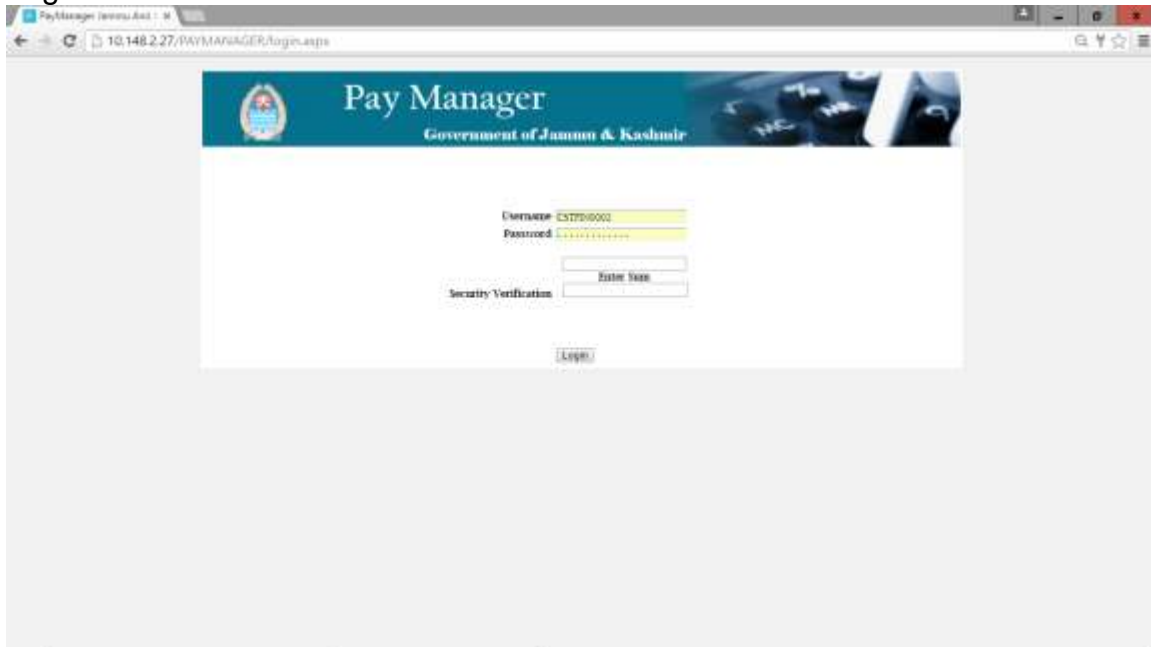 PayManager Jammu And
10.148.2.27/PAYMANAGER/login.aspx
Pay Manager
Government of Jammu & Kashmir
Username
Password ............
Enter Sum
Security Verification
Login